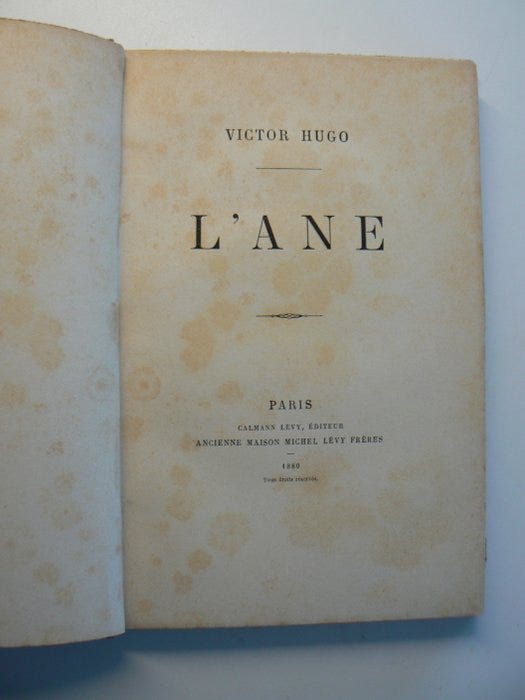 VICTOR HUGO
L'ANE
PARIS
CALMANN LÉVY, ÉDITEUR
ANCIENNE MAISON MICHEL LÉVY FRÈRES
1880
Tous droits réservés.